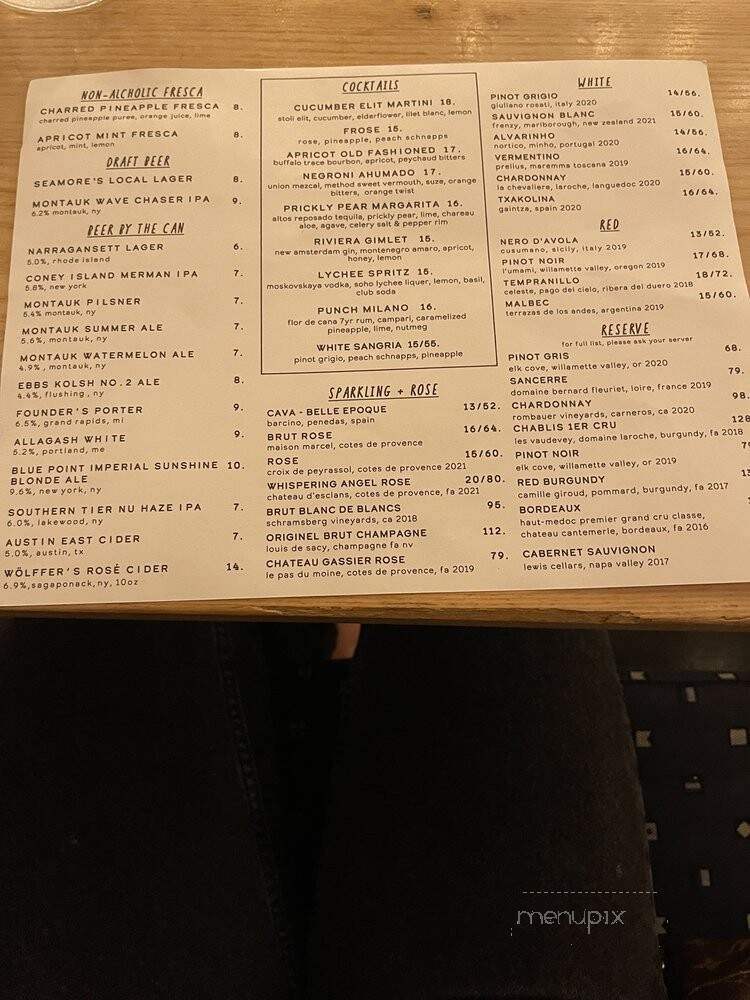 NON-ALCHOLIC FRESCA
CHARRED PINEAPPLE FRESCA 8.
charred pineapple puree, orange juice, lime
APRICOT MINT FRESCA 8.
apricot, mint, lemon
DRAFT BEER
SEAMORE'S LOCAL LAGER 8.
MONTAUK WAVE CHASER IPA 9.
6.2% montauk, ny
BEER BY THE CAN
NARRAGANSETT LAGER 6.
5.0%, rhode island
CONEY ISLAND MERMAN IPA 7.
5.8%, new york
MONTAUK PILSNER 7.
5.4% montauk, ny
MONTAUK SUMMER ALE 7.
5.6%, montauk, ny
MONTAUK WATERMELON ALE 7.
4.9% , montauk, ny
EBBS KOLSH NO.2 ALE 8.
4.4%, flushing , ny
FOUNDER'S PORTER 9.
6.5%, grand rapids, mi
ALLAGASH WHITE 9.
5.2%, portland, me
BLUE POINT IMPERIAL SUNSHINE 10.
BLONDE ALE
9.6%, new york, ny
SOUTHERN TIER NU HAZE IPA 7.
6.0%, lakewood, ny
AUSTIN EAST CIDER 7.
5.0%, austin, tx
WÖLFFER'S ROSÉ CIDER 14.
6.9%, sagaponack, ny, 10oz
COCKTAILS
CUCUMBER ELIT MARTINI 18.
stoli elit, cucumber, elderflower, lilet blanc, lemon
FROSE 15.
rose, pineapple, peach schnapps
APRICOT OLD FASHIONED 17.
buffalo trace bourbon, apricot, peychaud bitters
NEGRONI AHUMADO 17.
union mezcal, method sweet vermouth, suze, orange
bitters, orange twist
PRICKLY PEAR MARGARITA 16.
altos reposado tequila, prickly pear, lime, chareau
aloe, agave, celery salt & pepper rim
RIVIERA GIMLET 15.
new amsterdam gin, montenegro amaro, apricot,
honey, lemon
LYCHEE SPRITZ 15.
moskovskaya vodka, soho lychee liquer, lemon, basil,
club soda
PUNCH MILANO 16.
flor de cana 7yr rum, campari, caramelized
pineapple, lime, nutmeg
WHITE SANGRIA 15/55.
pinot grigio, peach schnapps, pineapple
SPARKLING + ROSE
CAVA - BELLE EPOQUE 13/52.
barcino, penedas, spain
BRUT ROSE 16/64.
maison marcel, cotes de provence
ROSE 15/60.
croix de peyrassol, cotes de provence 2021
WHISPERING ANGEL ROSE 20/80.
chateau d'esclans, cotes de provence, fa 2021
BRUT BLANC DE BLANCS 95.
schramsberg vineyards, ca 2018
ORIGINEL BRUT CHAMPAGNE 112.
louis de sacy, champagne fa nv
CHATEAU GASSIER ROSE 79.
le pas du moine, cotes de provence, fa 2019
WHITE
PINOT GRIGIO 14/56.
giuliano rosati, italy 2020
SAUVIGNON BLANC 15/60.
frenzy, marlborough, new zealand 2021
ALVARINHO 14/56.
nortico, minho, portugal 2020
VERMENTINO 16/64.
prelius, maremma toscana 2019
CHARDONNAY 15/60.
la chevaliere, laroche, languedoc 2020
TXAKOLINA 16/64.
gaintza, spain 2020
RED
NERO D'AVOLA 13/52.
cusumano, sicily, italy 2019
PINOT NOIR 17/68.
l'umami, willamette valley, oregon 2019
TEMPRANILLO 18/72.
celeste, pago del cielo, ribera del duero 2018
MALBEC 15/60.
terrazas de los andes, argentina 2019
RESERVE
for full list, please ask your server
PINOT GRIS 68.
elk cove, willamette valley, or 2020
SANCERRE 79.
domaine bernard fleuriet, loire, france 2019
CHARDONNAY 98.
rombauer vineyards, carneros, ca 2020
CHABLIS 1ER CRU 128
les vaudevey, domaine laroche, burgundy, fa 2018
PINOT NOIR
elk cove, willamette valley, or 2019
RED BURGUNDY
camille giroud, pommard, burgundy, fa 2017
BORDEAUX
haut-medoc premier grand cru classe,
chateau cantemerle, bordeaux, fa 2016
CABERNET SAUVIGNON
lewis cellars, napa valley 2017
menupix